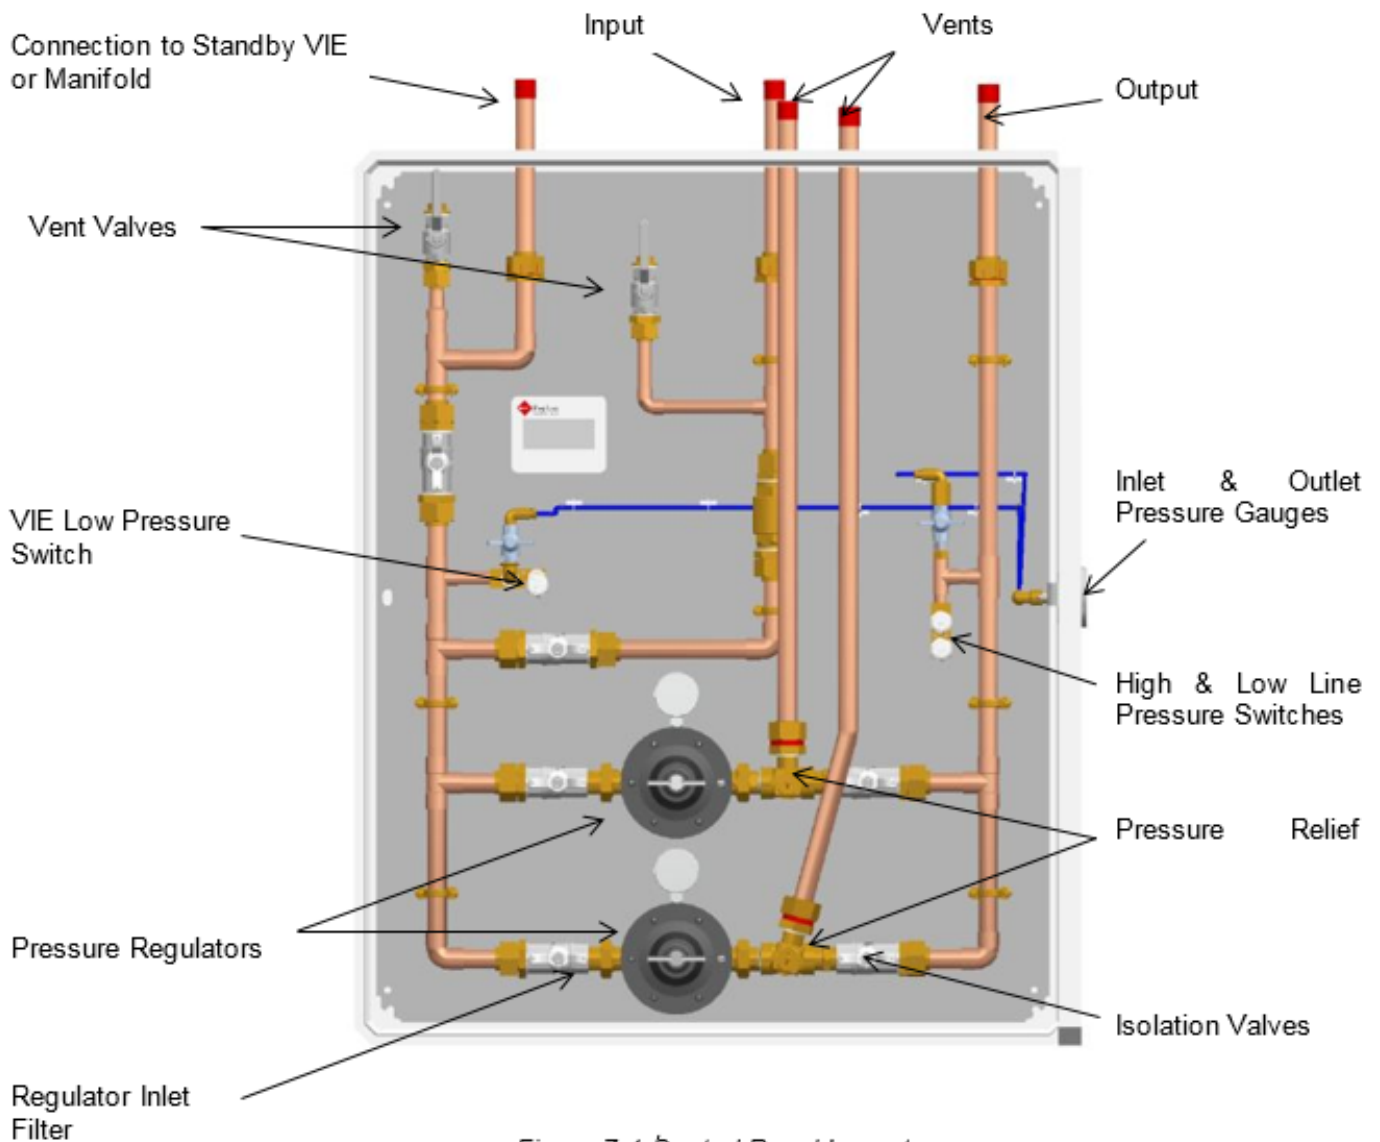 Input
Vents
Connection to Standby VIE
or Manifold
Output
Vent Valves
Inlet & Outlet
Pressure Gauges
VIE Low Pressure
Switch
High & Low Line
Pressure Switches
Pressure Relief
Pressure Regulators
Isolation Valves
Regulator Inlet
Filter